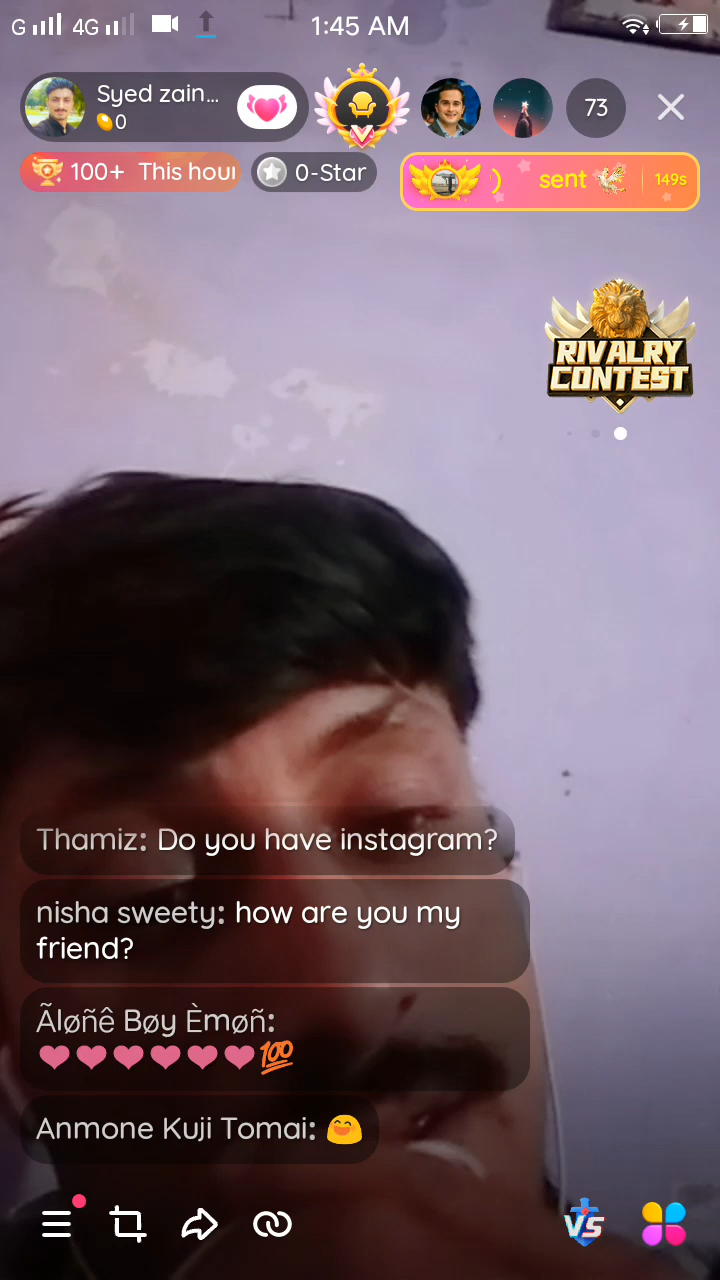 G 4G 1:45 AM
Syed zain...
0
73
100+ This hour
0-Star
) sent 149s
RIVALRY
CONTEST
Thamiz: Do you have instagram?
nisha sweety: how are you my
friend?
Ãløñê Bøy Èmøñ:
❤❤❤❤❤❤💯
Anmone Kuji Tomai: 😄
VS